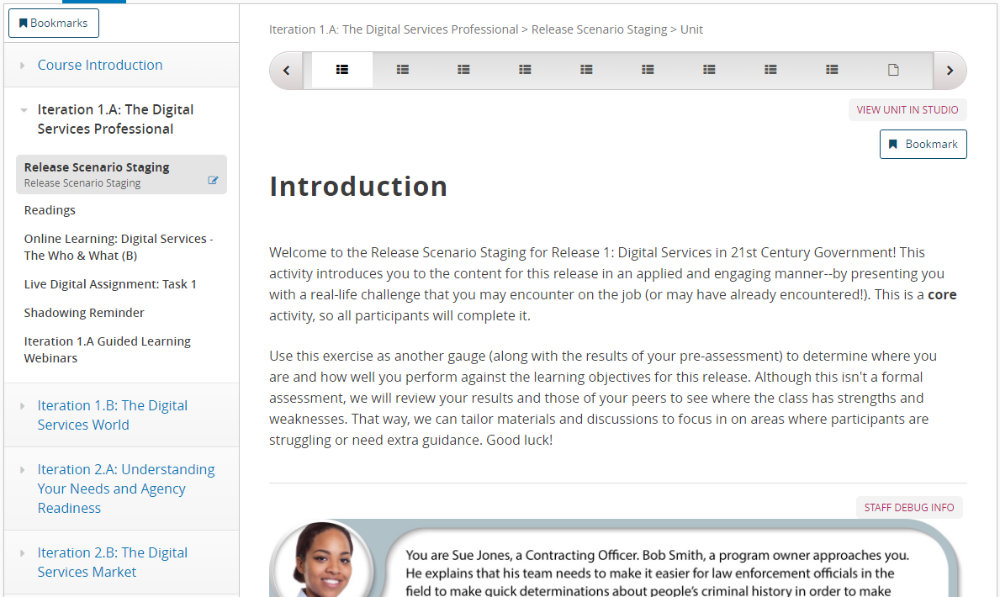 Bookmarks
Course Introduction
Iteration 1.A: The Digital
Services Professional
Release Scenario Staging
Release Scenario Staging
Readings
Online Learning: Digital Services -
The Who & What (B)
Live Digital Assignment: Task 1
Shadowing Reminder
Iteration 1.A Guided Learning
Webinars
Iteration 1.B: The Digital
Services World
Iteration 2.A: Understanding
Your Needs and Agency
Readiness
Iteration 2.B: The Digital
Services Market
Iteration 1.A: The Digital Services Professional > Release Scenario Staging > Unit
VIEW UNIT IN STUDIO
Bookmark
Introduction
Welcome to the Release Scenario Staging for Release 1: Digital Services in 21st Century Government! This
activity introduces you to the content for this release in an applied and engaging manner--by presenting you
with a real-life challenge that you may encounter on the job (or may have already encountered!). This is a core
activity, so all participants will complete it.
Use this exercise as another gauge (along with the results of your pre-assessment) to determine where you
are and how well you perform against the learning objectives for this release. Although this isn't a formal
assessment, we will review your results and those of your peers to see where the class has strengths and
weaknesses. That way, we can tailor materials and discussions to focus in on areas where participants are
struggling or need extra guidance. Good luck!
STAFF DEBUG INFO
You are Sue Jones, a Contracting Officer. Bob Smith, a program owner approaches you.
He explains that his team needs to make it easier for law enforcement officials in the
field to make quick determinations about people's criminal history in order to make